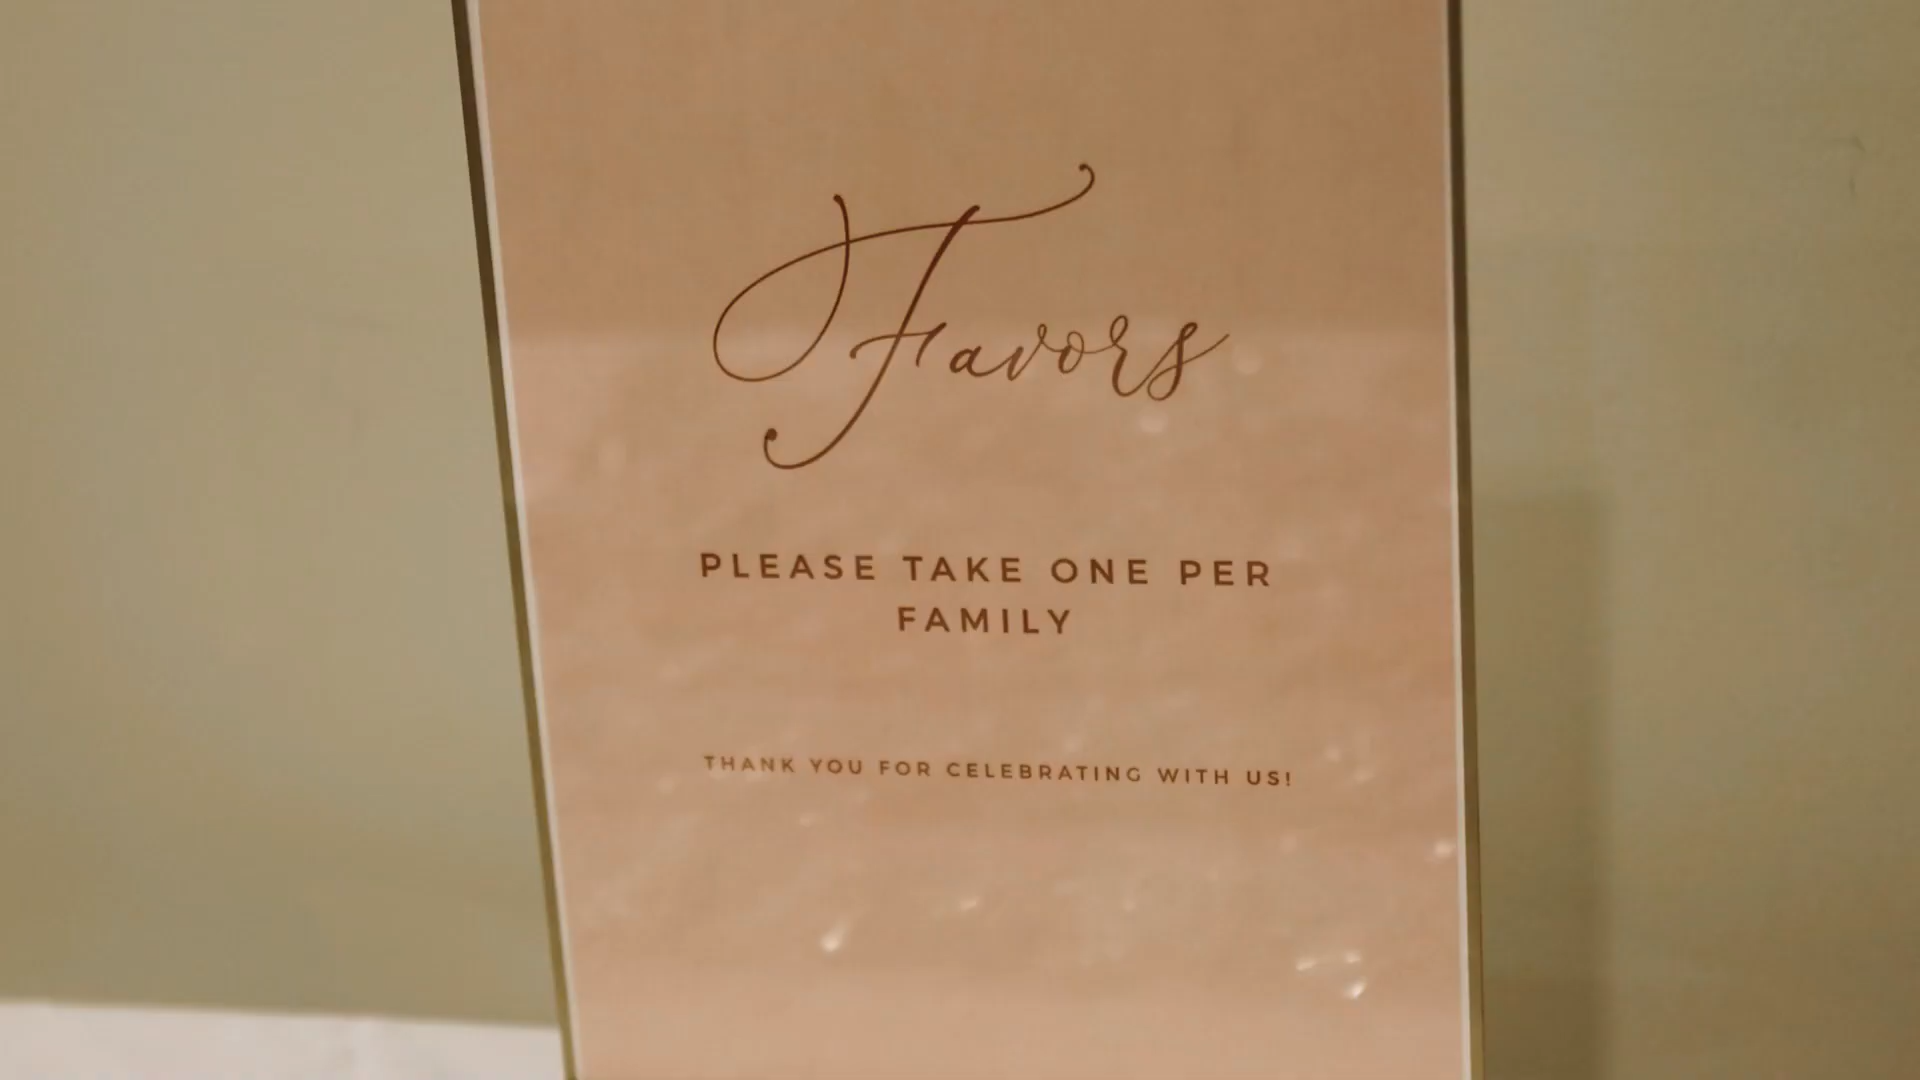 Favors
PLEASE TAKE ONE PER
FAMILY
THANK YOU FOR CELEBRATING WITH US!